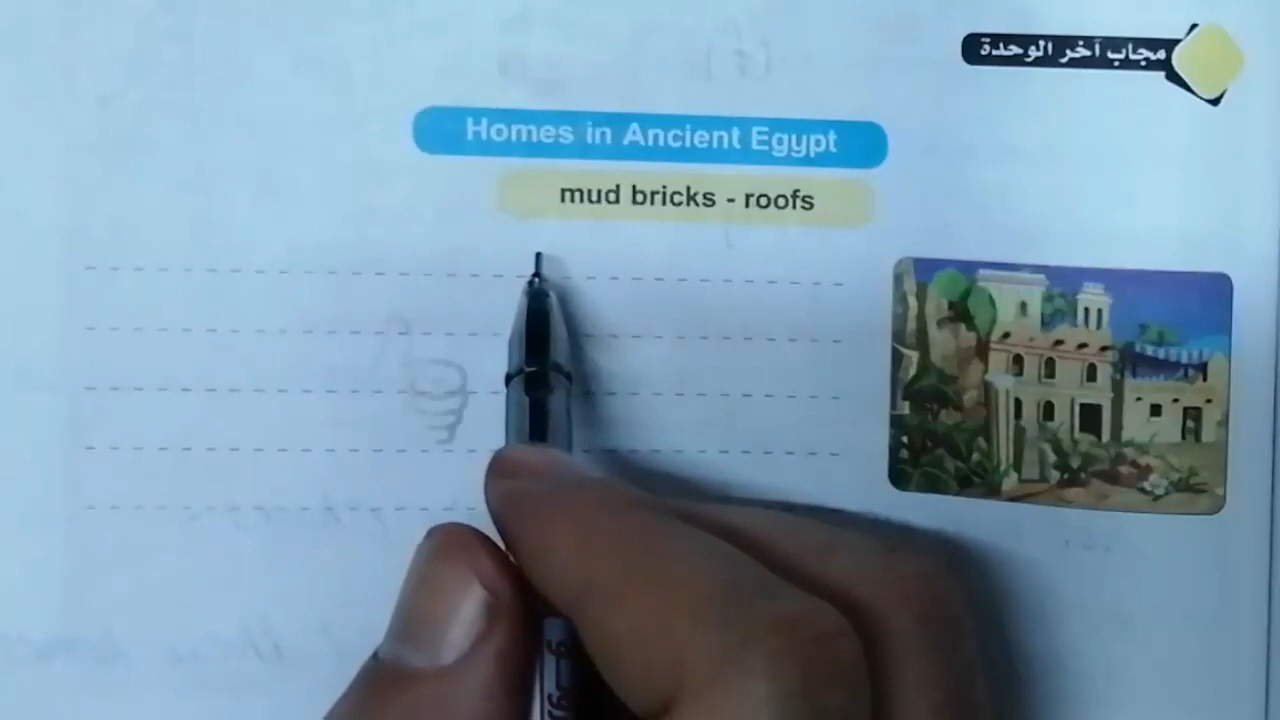 مجاب آخر الوحدة
Homes in Ancient Egypt
mud bricks - roofs